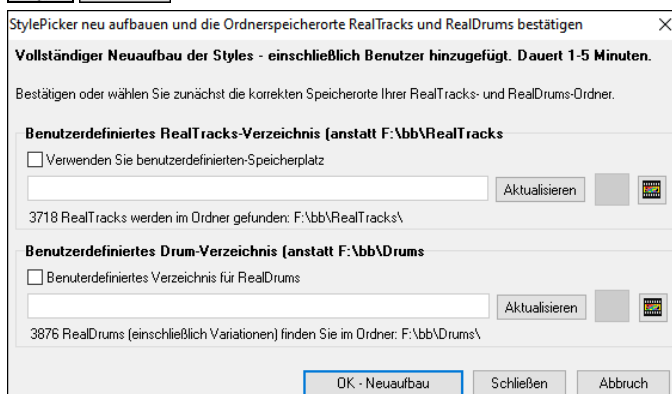 StylePicker neu aufbauen und die Ordnerspeicherorte RealTracks und RealDrums bestätigen
Vollständiger Neuaufbau der Styles - einschließlich Benutzer hinzugefügt. Dauert 1-5 Minuten.
Bestätigen oder wählen Sie zunächst die korrekten Speicherorte Ihrer RealTracks- und RealDrums-Ordner.
Benutzerdefiniertes RealTracks-Verzeichnis (anstatt F:\bb\RealTracks
Verwenden Sie benutzerdefinierten-Speicherplatz
Aktualisieren
3718 RealTracks werden im Ordner gefunden: F:\bb\RealTracks\
Benutzerdefiniertes Drum-Verzeichnis (anstatt F:\bb\Drums
Benuterdefiniertes Verzeichnis für RealDrums
Aktualisieren
3876 RealDrums (einschließlich Variationen) finden Sie im Ordner: F:\bb\Drums\
OK - Neuaufbau Schließen Abbruch